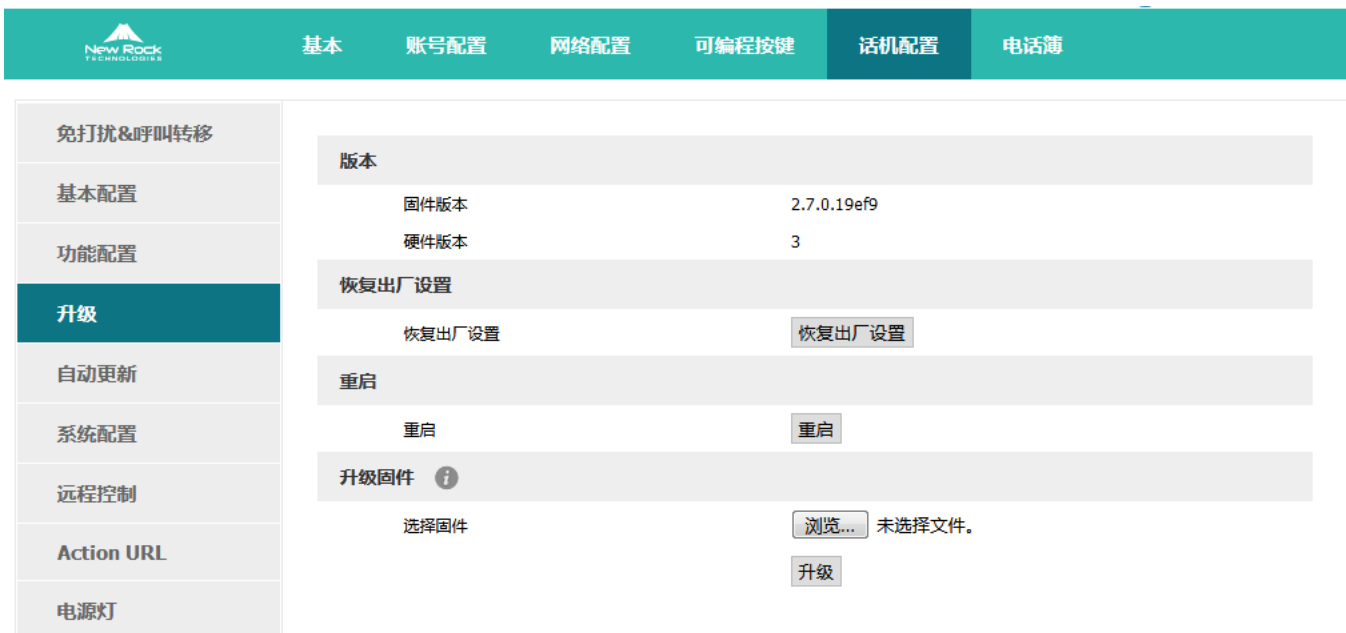 New Rock
TECHNOLOGIES
基本 账号配置 网络配置 可编程按键 话机配置 电话簿
免打扰&呼叫转移
基本配置
功能配置
升级
自动更新
系统配置
远程控制
Action URL
电源灯
版本
固件版本 2.7.0.19ef9
硬件版本 3
恢复出厂设置
恢复出厂设置 恢复出厂设置
重启
重启 重启
升级固件 i
选择固件 浏览... 未选择文件。
升级